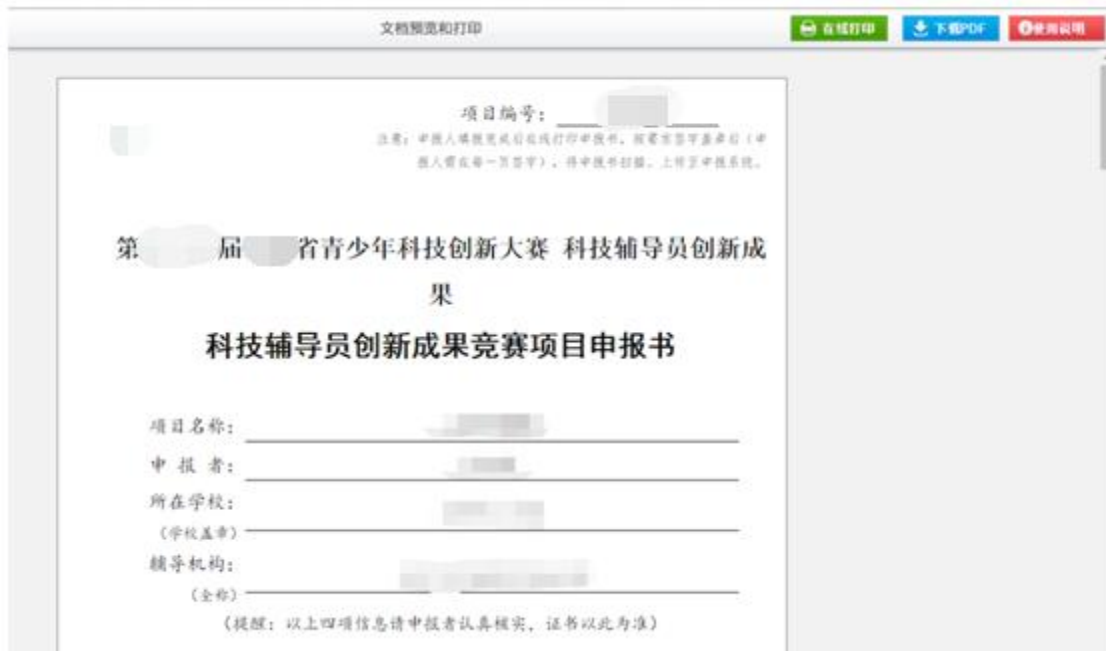 文档预览和打印
在线打印
下载PDF
使用说明
项目编号：
注意：申报人填报完成后在线打印申报书，按要求签字盖章后（申
报人需在每一页签字），将申报书扫描、上传至申报系统。
第 届 省青少年科技创新大赛 科技辅导员创新成
果
科技辅导员创新成果竞赛项目申报书
项目名称：
申 报 者：
所在学校：
（学校盖章）
辅导机构：
（全称）
（提醒：以上四项信息请申报者认真核实，证书以此为准）